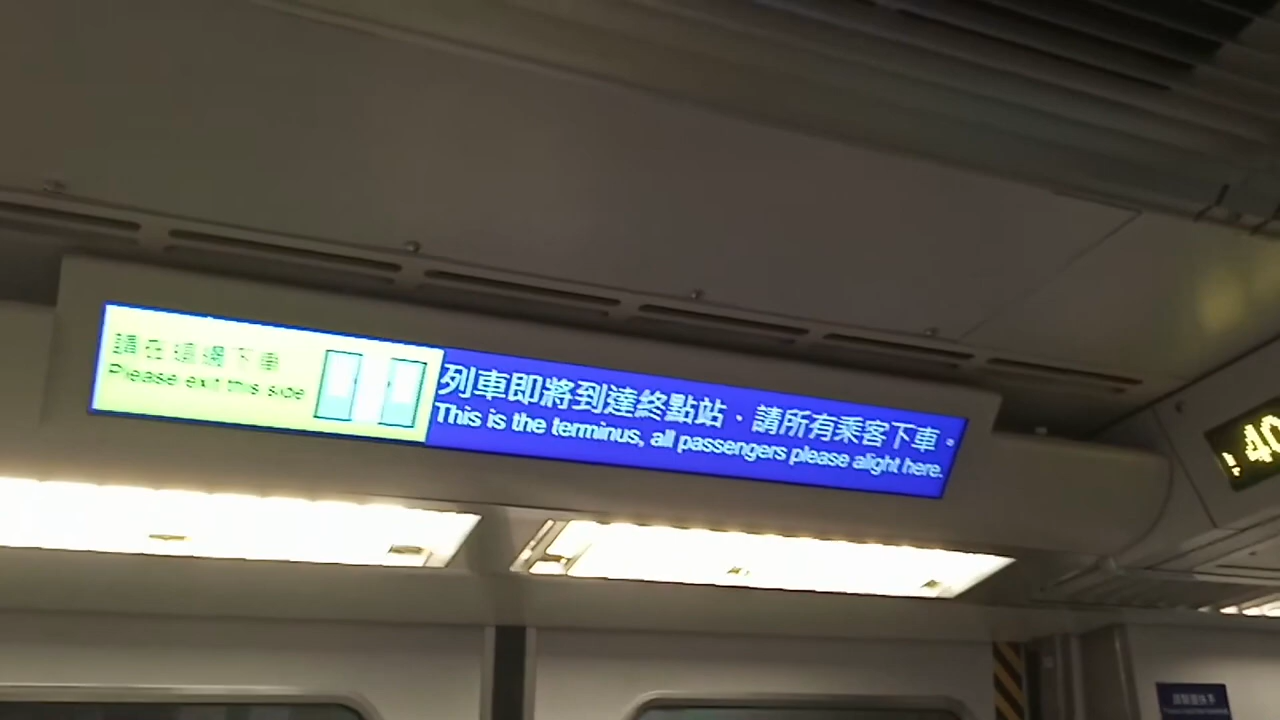 請在這邊下車
Please exit this side
列車即將到達終點站，請所有乘客下車。
This is the terminus, all passengers please alight here.
! 40